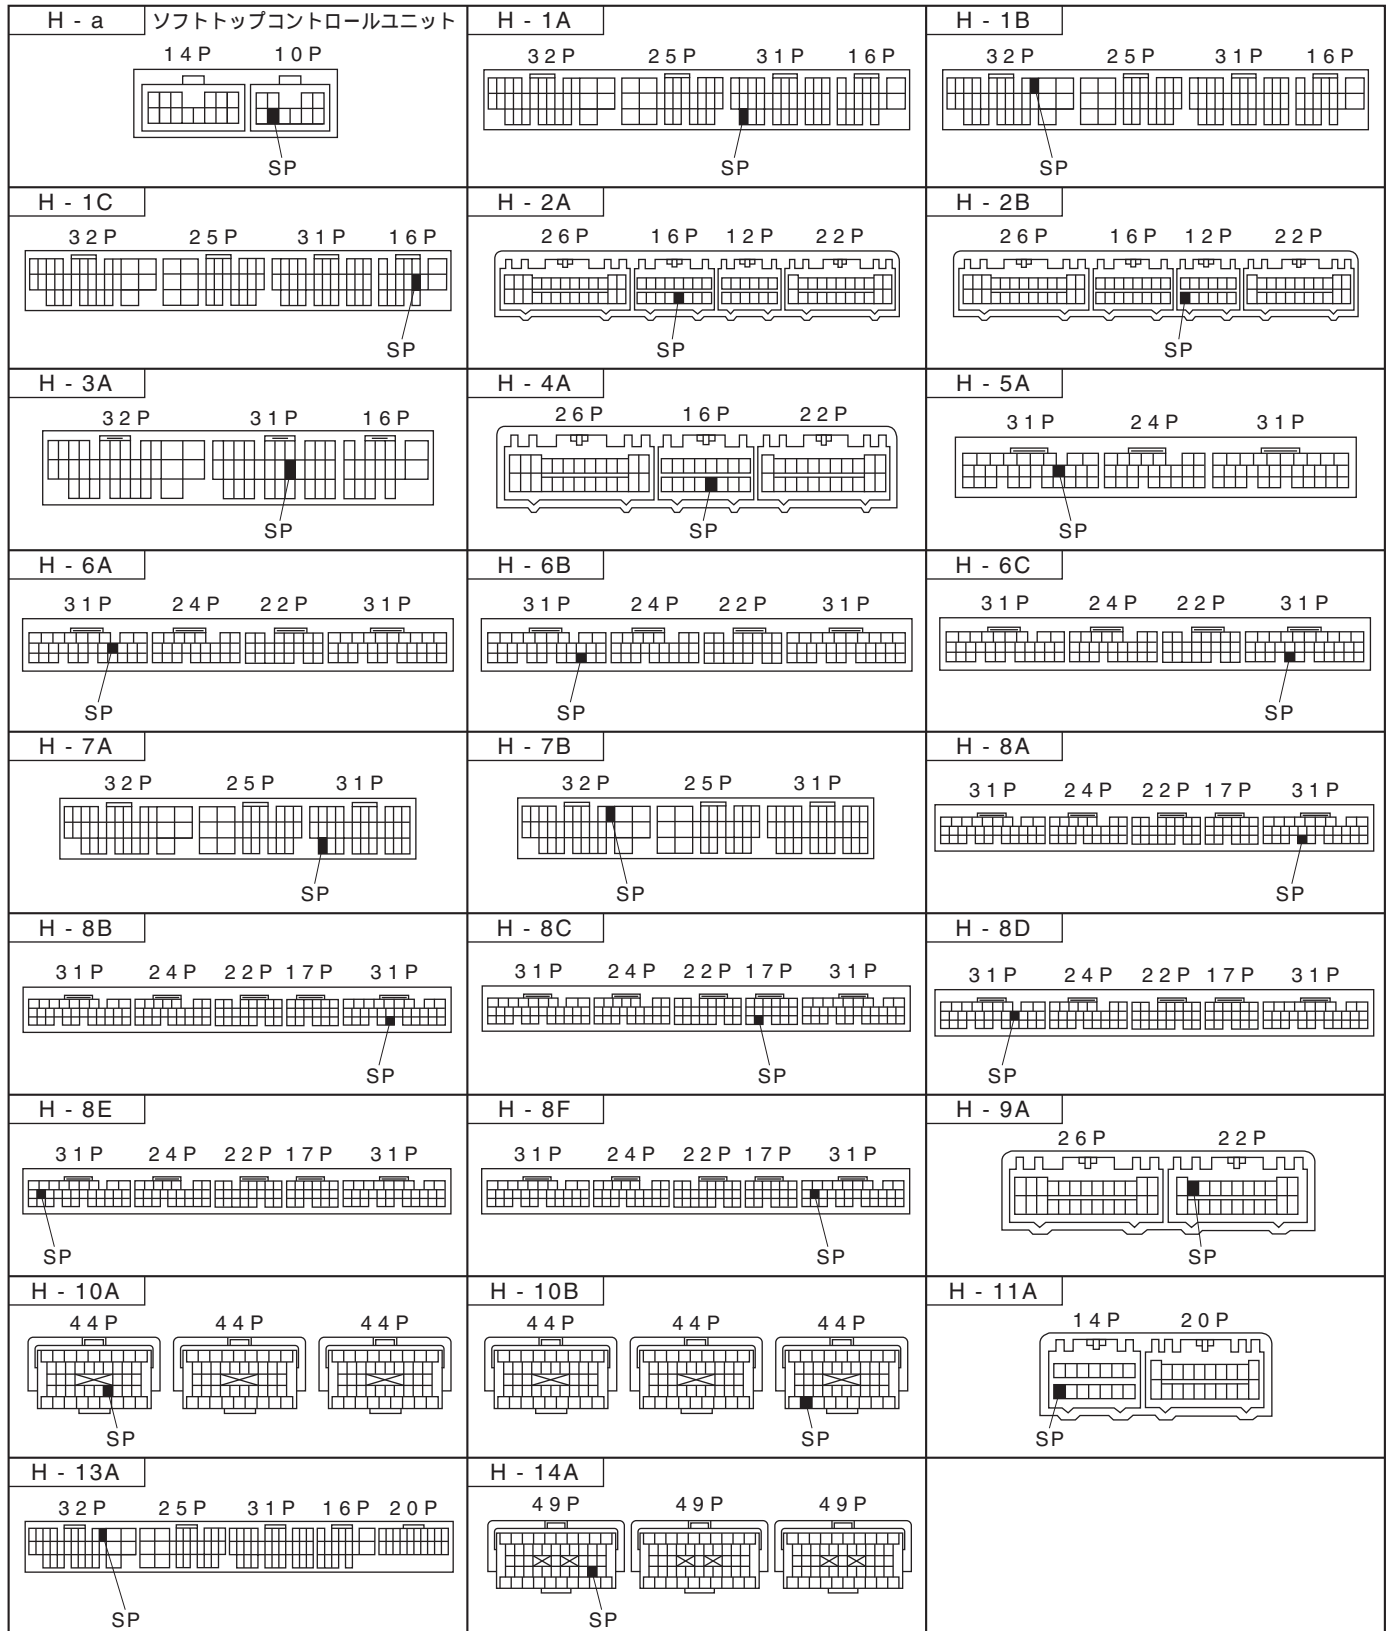 H - a ソフトトップコントロールユニット
14P 10P
SP
H - 1A
32P 25P 31P 16P
SP
H - 1B
32P 25P 31P 16P
SP
H - 1C
32P 25P 31P 16P
SP
H - 2A
26P 16P 12P 22P
SP
H - 2B
26P 16P 12P 22P
SP
H - 3A
32P 31P 16P
SP
H - 4A
26P 16P 22P
SP
H - 5A
31P 24P 31P
SP
H - 6A
31P 24P 22P 31P
SP
H - 6B
31P 24P 22P 31P
SP
H - 6C
31P 24P 22P 31P
SP
H - 7A
32P 25P 31P
SP
H - 7B
32P 25P 31P
SP
H - 8A
31P 24P 22P 17P 31P
SP
H - 8B
31P 24P 22P 17P 31P
SP
H - 8C
31P 24P 22P 17P 31P
SP
H - 8D
31P 24P 22P 17P 31P
SP
H - 8E
31P 24P 22P 17P 31P
SP
H - 8F
31P 24P 22P 17P 31P
SP
H - 9A
26P 22P
SP
H - 10A
44P 44P 44P
SP
H - 10B
44P 44P 44P
SP
H - 11A
14P 20P
SP
H - 13A
32P 25P 31P 16P 20P
SP
H - 14A
49P 49P 49P
SP